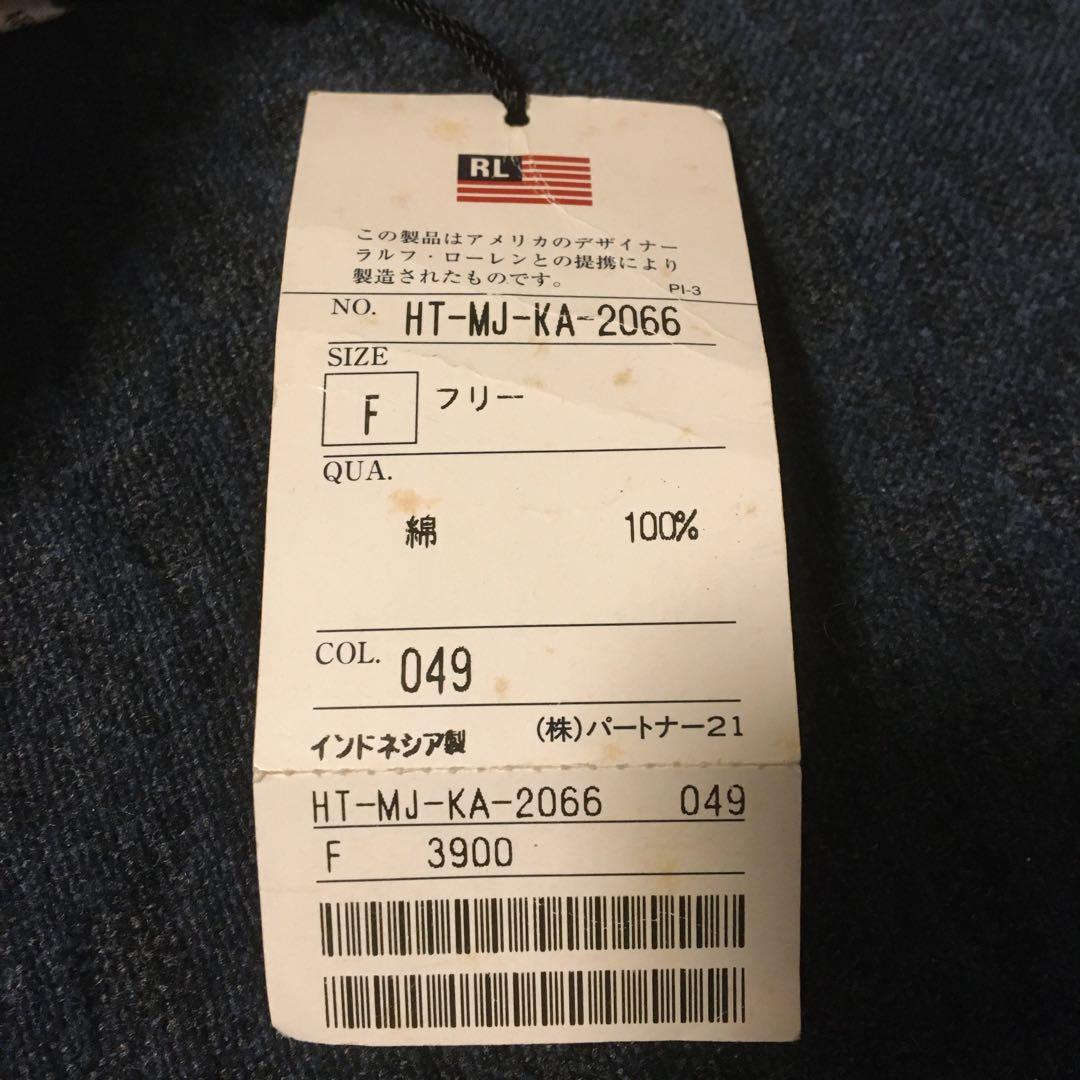 RL
この製品はアメリカのデザイナー
ラルフ・ローレンとの提携により
製造されたものです。
PI-3
NO. HT-MJ-KA-2066
SIZE
F フリー
QUA.
綿 100%
COL. 049
インドネシア製 (株)パートナー21
HT-MJ-KA-2066 049
F 3900